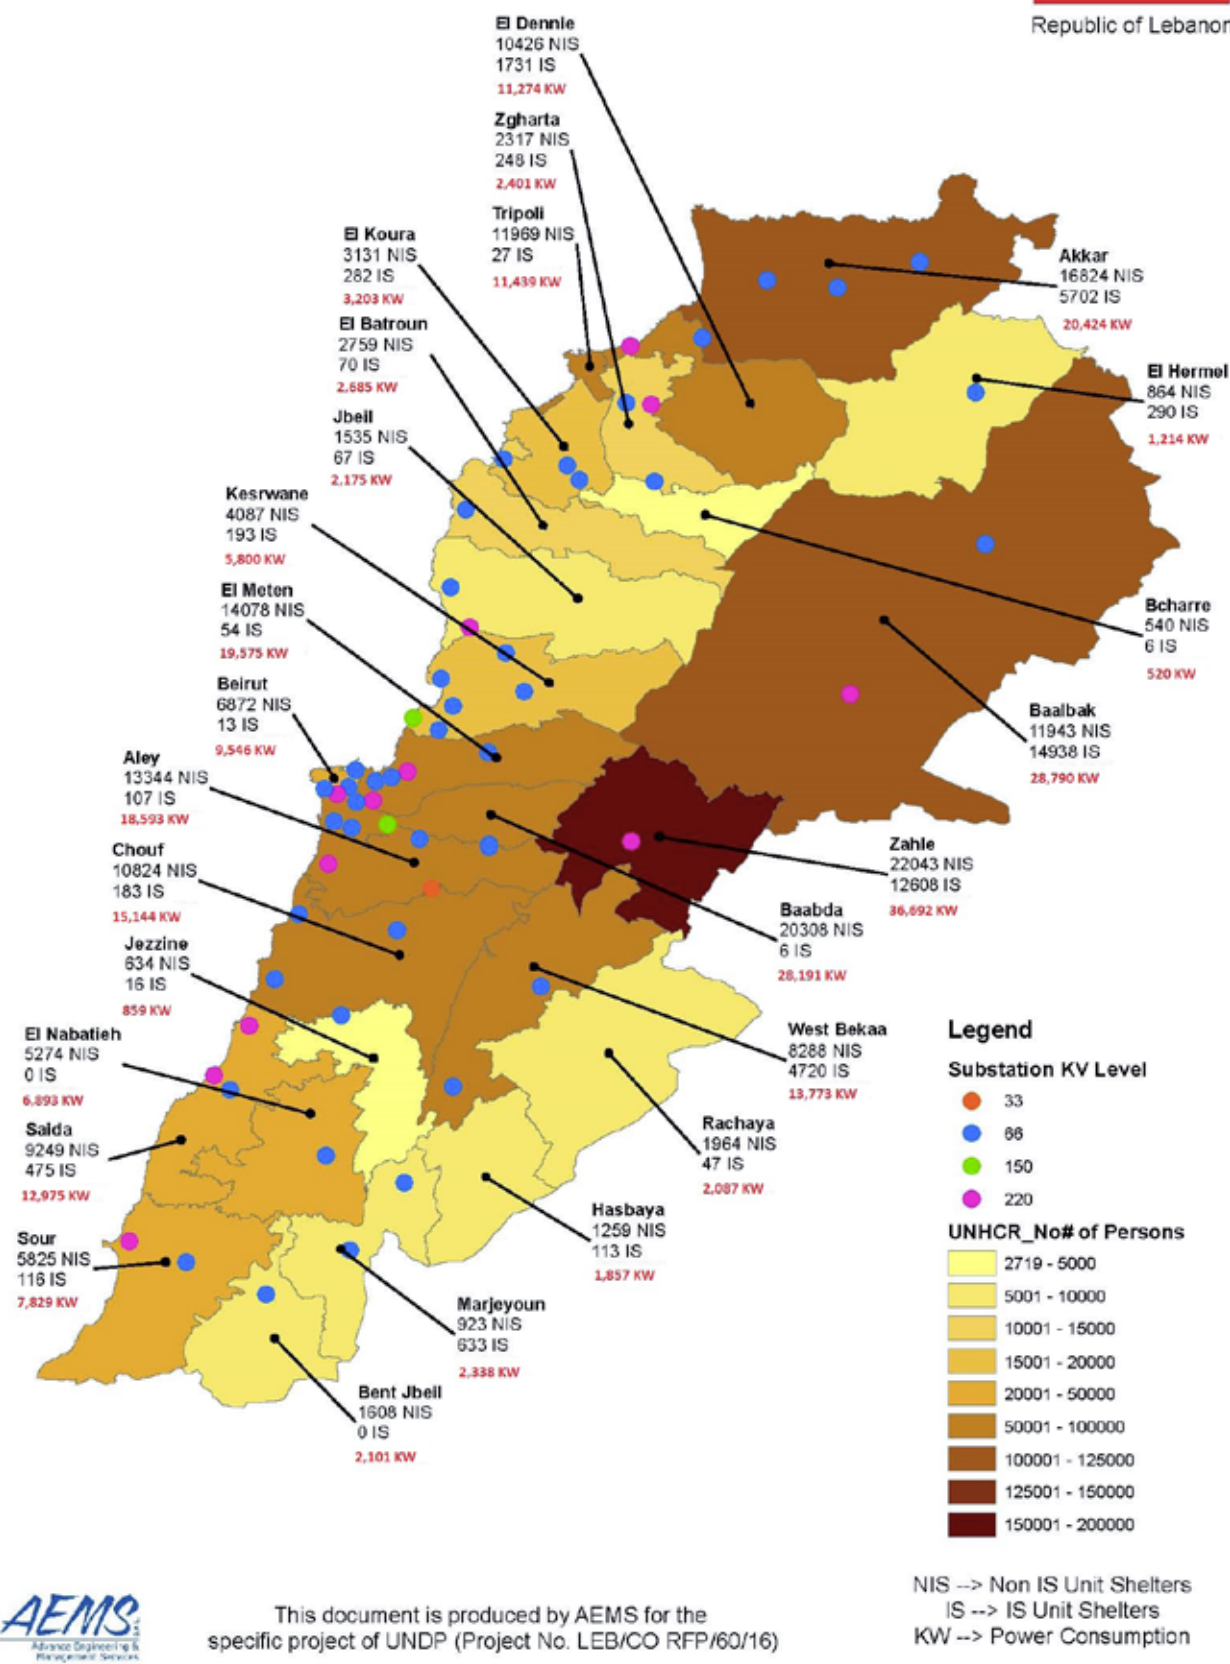 Republic of Lebanon
El Dennie
10426 NIS
1731 IS
11,274 KW
Zgharta
2317 NIS
248 IS
2,401 KW
Tripoli
11969 NIS
27 IS
11,439 KW
El Koura
3131 NIS
282 IS
3,203 KW
El Batroun
2759 NIS
70 IS
2,685 KW
Jbeil
1535 NIS
67 IS
2,175 KW
Kesrwane
4087 NIS
193 IS
5,800 KW
El Meten
14078 NIS
54 IS
19,575 KW
Beirut
6872 NIS
13 IS
9,546 KW
Aley
13344 NIS
107 IS
18,593 KW
Chouf
10824 NIS
183 IS
15,144 KW
Jezzine
634 NIS
16 IS
859 KW
El Nabatieh
5274 NIS
0 IS
6,893 KW
Saida
9249 NIS
475 IS
12,975 KW
Sour
5825 NIS
116 IS
7,829 KW
Akkar
16824 NIS
5702 IS
20,424 KW
El Hermel
864 NIS
290 IS
1,214 KW
Bcharre
540 NIS
6 IS
520 KW
Baalbak
11943 NIS
14938 IS
28,790 KW
Zahle
22043 NIS
12608 IS
36,692 KW
Baabda
20308 NIS
6 IS
28,191 KW
West Bekaa
8288 NIS
4720 IS
13,773 KW
Rachaya
1964 NIS
47 IS
2,087 KW
Hasbaya
1259 NIS
113 IS
1,857 KW
Marjeyoun
923 NIS
633 IS
2,338 KW
Bent Jbeil
1608 NIS
0 IS
2,101 KW
Legend
Substation KV Level
33
66
150
220
UNHCR_No# of Persons
2719 - 5000
5001 - 10000
10001 - 15000
15001 - 20000
20001 - 50000
50001 - 100000
100001 - 125000
125001 - 150000
150001 - 200000
NIS --> Non IS Unit Shelters
IS --> IS Unit Shelters
KW --> Power Consumption
AEMS
Advance Engineering &
Management Services
This document is produced by AEMS for the
specific project of UNDP (Project No. LEB/CO RFP/60/16)